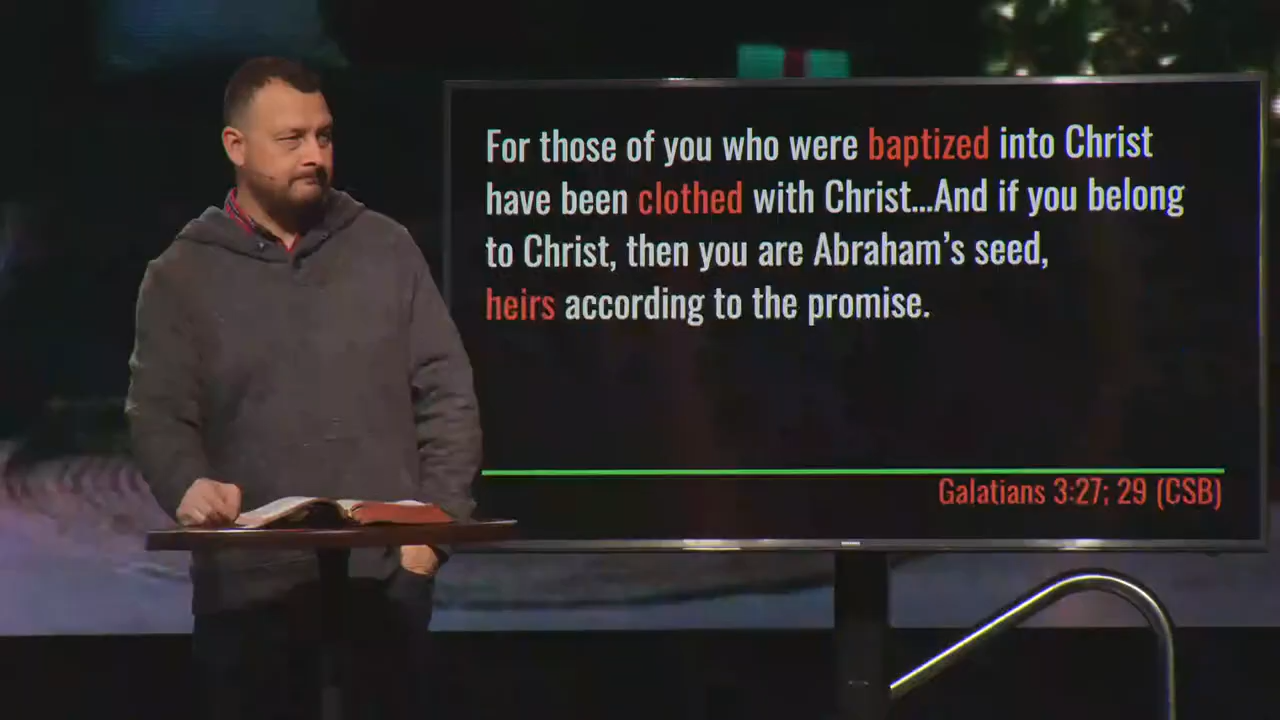 For those of you who were baptized into Christ
have been clothed with Christ...And if you belong
to Christ, then you are Abraham's seed,
heirs according to the promise.
Galatians 3:27; 29 (CSB)